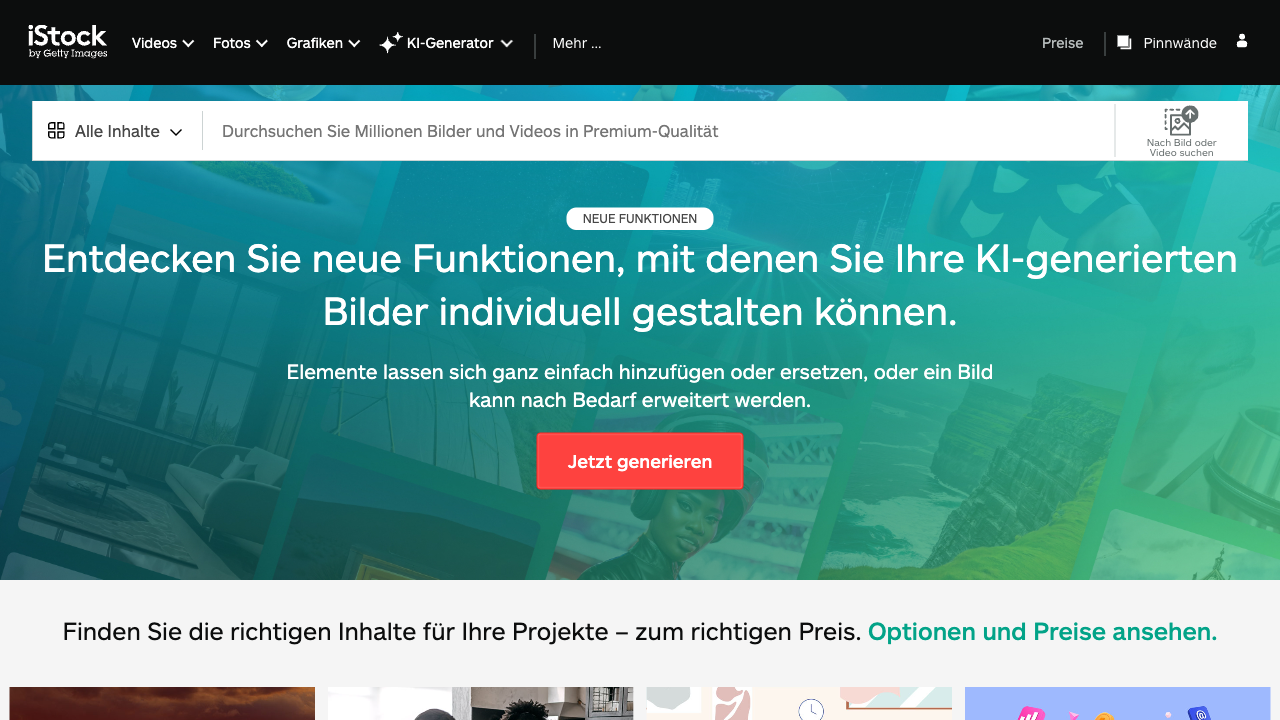 iStock
by Getty Images
Videos
Fotos
Grafiken
KI-Generator
Mehr ...
Preise
Pinnwände
Alle Inhalte
Durchsuchen Sie Millionen Bilder und Videos in Premium-Qualität
Nach Bild oder
Video suchen
NEUE FUNKTIONEN
Entdecken Sie neue Funktionen, mit denen Sie Ihre KI-generierten
Bilder individuell gestalten können.
Elemente lassen sich ganz einfach hinzufügen oder ersetzen, oder ein Bild
kann nach Bedarf erweitert werden.
Jetzt generieren
Finden Sie die richtigen Inhalte für Ihre Projekte – zum richtigen Preis. Optionen und Preise ansehen.